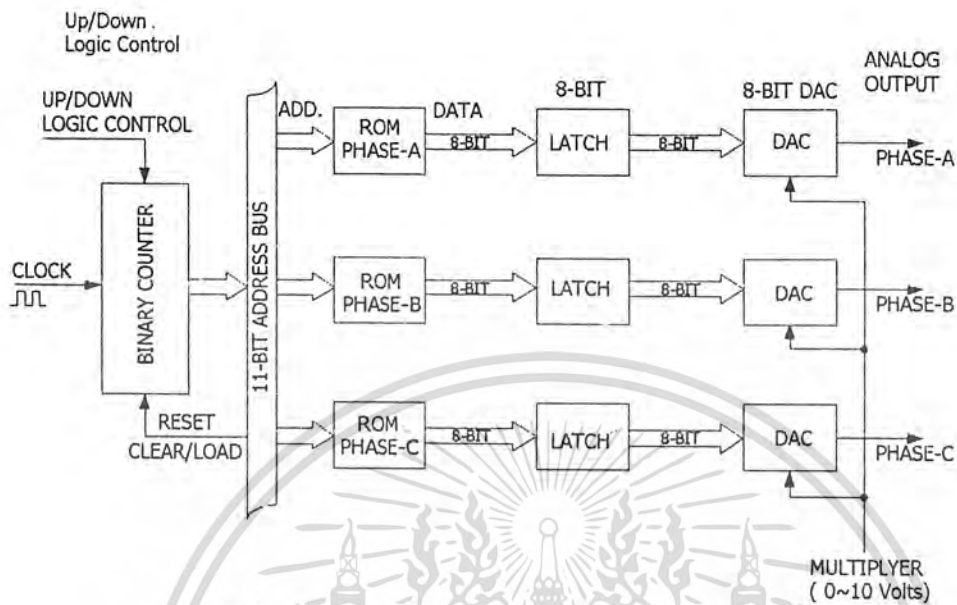 Up/Down .
Logic Control
UP/DOWN
LOGIC CONTROL
CLOCK
BINARY COUNTER
RESET
CLEAR/LOAD
11-BIT ADDRESS BUS
ADD.
ROM
PHASE-A
DATA
8-BIT
8-BIT
LATCH
8-BIT
8-BIT DAC
DAC
ANALOG
OUTPUT
PHASE-A
ROM
PHASE-B
8-BIT
LATCH
8-BIT
DAC
PHASE-B
ROM
PHASE-C
8-BIT
LATCH
8-BIT
DAC
PHASE-C
MULTIPLYER
( 0~10 Volts)